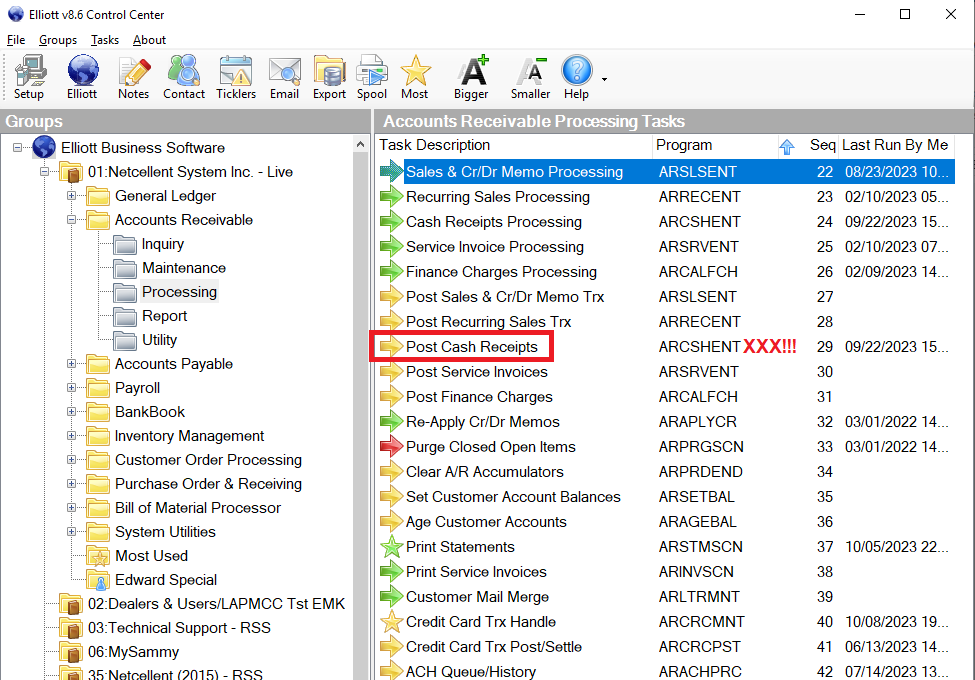 Elliott v8.6 Control Center
File Groups Tasks About
Setup Elliott Notes Contact Ticklers Email Export Spool Most Bigger Smaller Help
Groups
Elliott Business Software
01:Netcellent System Inc. - Live
General Ledger
Accounts Receivable
Inquiry
Maintenance
Processing
Report
Utility
Accounts Payable
Payroll
BankBook
Inventory Management
Customer Order Processing
Purchase Order & Receiving
Bill of Material Processor
System Utilities
Most Used
Edward Special
02:Dealers & Users/LAPMCC Tst EMK
03:Technical Support - RSS
06:MySammy
35:Netcellent (2015) - RSS
Accounts Receivable Processing Tasks
Task Description Program Seq Last Run By Me
Sales & Cr/Dr Memo Processing ARSLSENT 22 08/23/2023 10...
Recurring Sales Processing ARRECENT 23 02/10/2023 05...
Cash Receipts Processing ARCSHENT 24 09/22/2023 15...
Service Invoice Processing ARSRVENT 25 02/10/2023 07...
Finance Charges Processing ARCALFCH 26 02/09/2023 14...
Post Sales & Cr/Dr Memo Trx ARSLSENT 27
Post Recurring Sales Trx ARRECENT 28
Post Cash Receipts ARCSHENT XXX!!! 29 09/22/2023 15...
Post Service Invoices ARSRVENT 30
Post Finance Charges ARCALFCH 31
Re-Apply Cr/Dr Memos ARAPLYCR 32 03/01/2022 14...
Purge Closed Open Items ARPRGSCN 33 03/01/2022 14...
Clear A/R Accumulators ARPRDEND 34
Set Customer Account Balances ARSETBAL 35
Age Customer Accounts ARAGEBAL 36
Print Statements ARSTMSCN 37 10/05/2023 22...
Print Service Invoices ARINVSCN 38
Customer Mail Merge ARLTRMNT 39
Credit Card Trx Handle ARCRCMNT 40 10/08/2023 19...
Credit Card Trx Post/Settle ARCRCPST 41 06/13/2023 14...
ACH Queue/History ARACHPRC 42 07/14/2023 13...